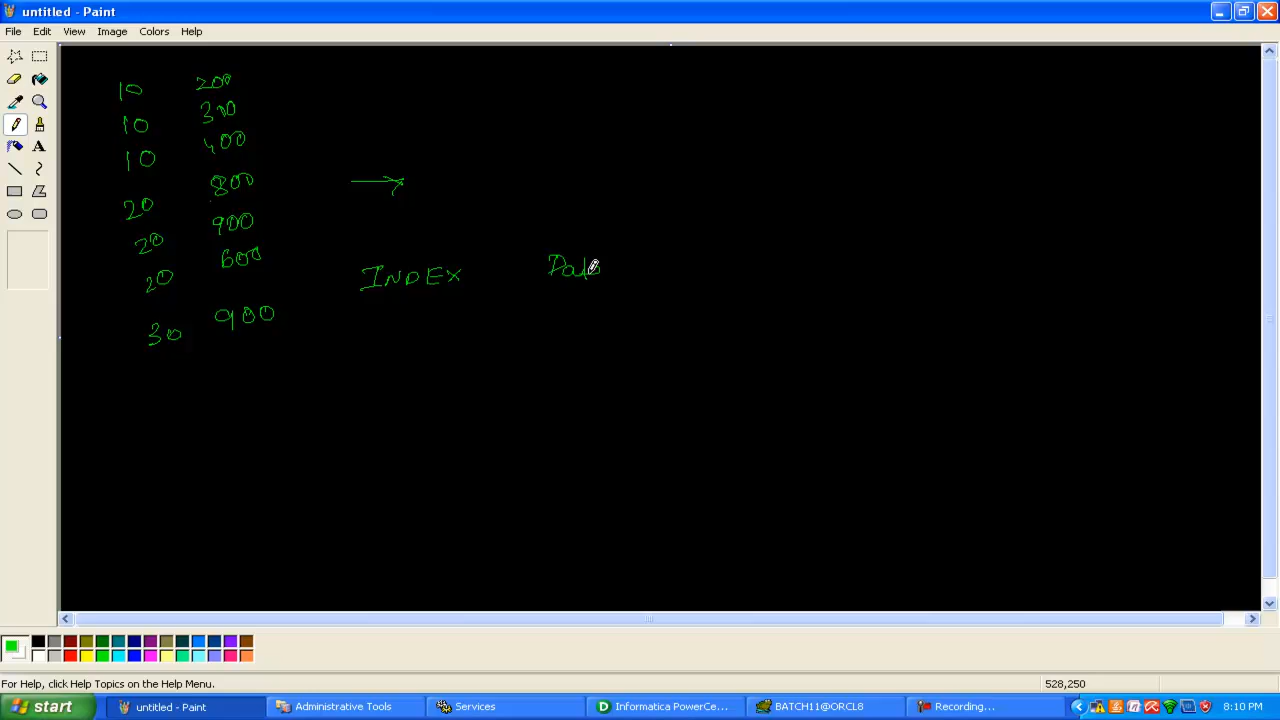 untitled - Paint
File Edit View Image Colors Help
10 200
10 300
10 400
20 800
20 900
20 600
30 900
INDEX
For Help, click Help Topics on the Help Menu.
528,250
start untitled - Paint Administrative Tools Services Informatica PowerCe... BATCH11@ORCL8 Recording... 8:10 PM